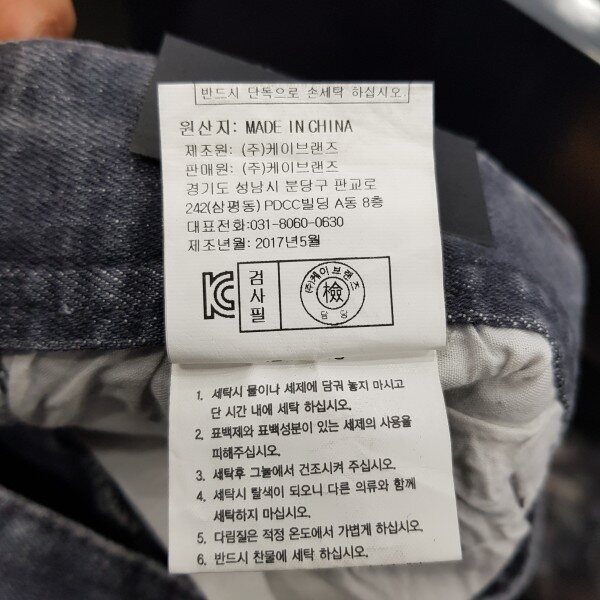 반드시 단독으로 손세탁 하십시오.
원산지: MADE IN CHINA
제조원: (주)케이브랜즈
판매원: (주)케이브랜즈
경기도 성남시 분당구 판교로
242(삼평동) PDCC빌딩 A동 8층
대표전화:031-8060-0630
제조년월: 2017년5월
검사필
(주)케이브랜즈
檢
1. 세탁시 물이나 세제에 담궈 놓지 마시고
단 시간 내에 세탁 하십시오.
2. 표백제와 표백성분이 있는 세제의 사용을
피해주십시오.
3. 세탁후 그늘에서 건조시켜 주십시오.
4. 세탁시 탈색이 되오니 다른 의류와 함께
세탁하지 마십시오.
5. 다림질은 적정 온도에서 가볍게 하십시오.
6. 반드시 찬물에 세탁 하십시오.